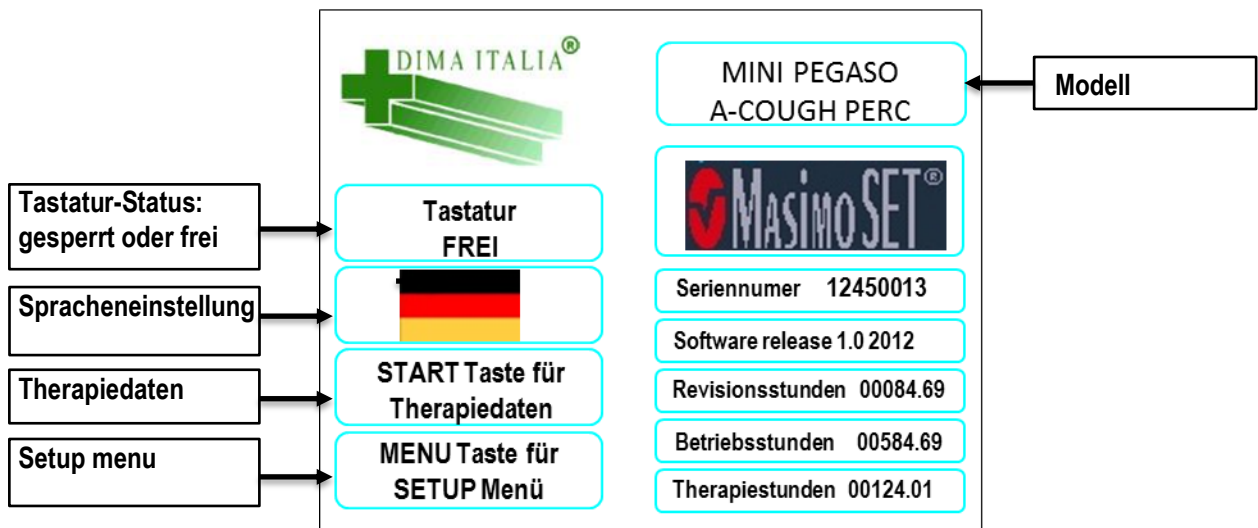 DIMA ITALIA®
MINI PEGASO
A-COUGH PERC
Modell
MasimoSET®
Tastatur-Status:
gesperrt oder frei
Tastatur
FREI
Spracheneinstellung
Seriennumer 12450013
Software release 1.0 2012
Therapiedaten
START Taste für
Therapiedaten
Revisionsstunden 00084.69
Setup menu
MENU Taste für
SETUP Menü
Betriebsstunden 00584.69
Therapiestunden 00124.01